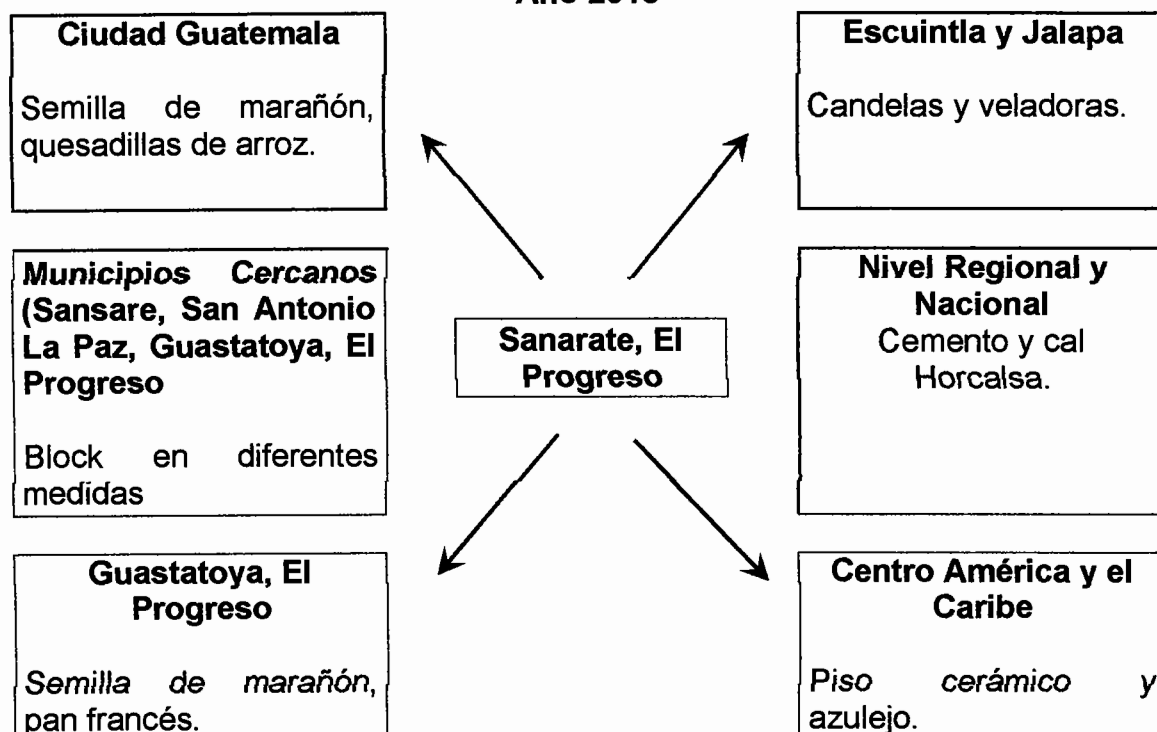 Ciudad Guatemala
Semilla de marañón,
quesadillas de arroz.
Escuintla y Jalapa
Candelas y veladoras.
Municipios Cercanos
(Sansare, San Antonio
La Paz, Guastatoya, El
Progreso
Block en diferentes
medidas
Sanarate, El
Progreso
Nivel Regional y
Nacional
Cemento y cal
Horcalsa.
Guastatoya, El
Progreso
Semilla de marañón,
pan francés.
Centro América y el
Caribe
Piso cerámico y
azulejo.